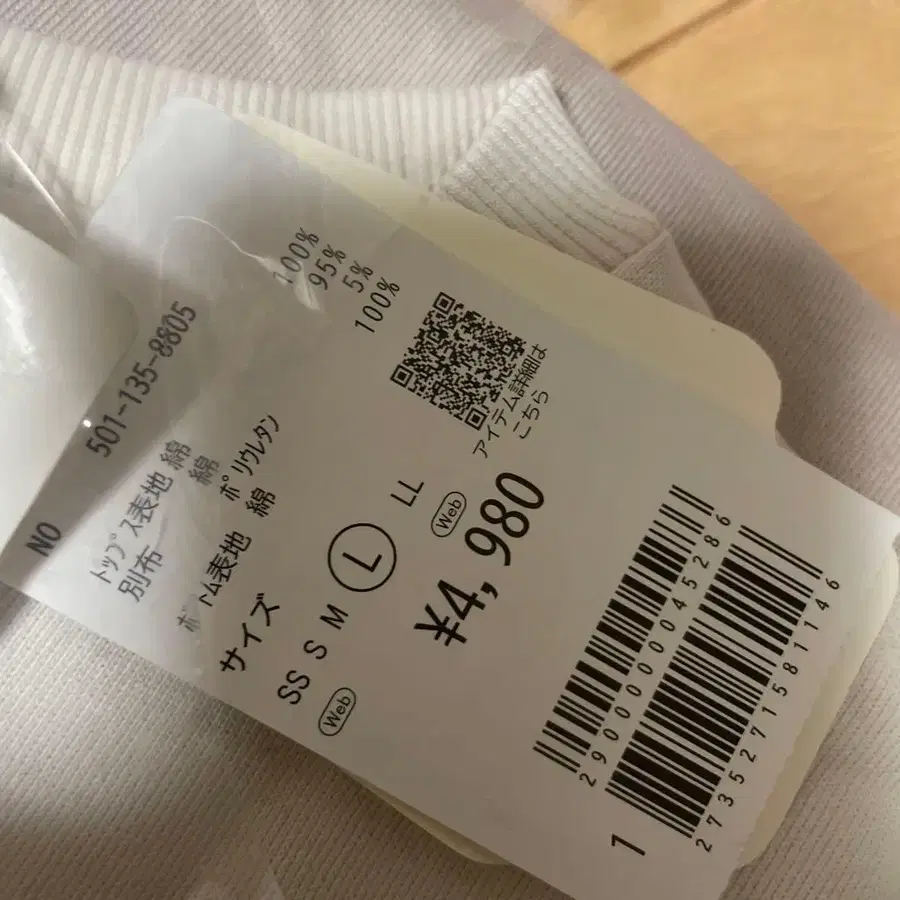 NO 501-135-8805
トップス表地 綿 100%
別布 綿 95%
ポリウレタン 5%
ボトム表地 綿 100%
サイズ
SS S M L LL
Web Web
¥4,980
アイテム詳細は
こちら
2900000045286
1 2735271581146